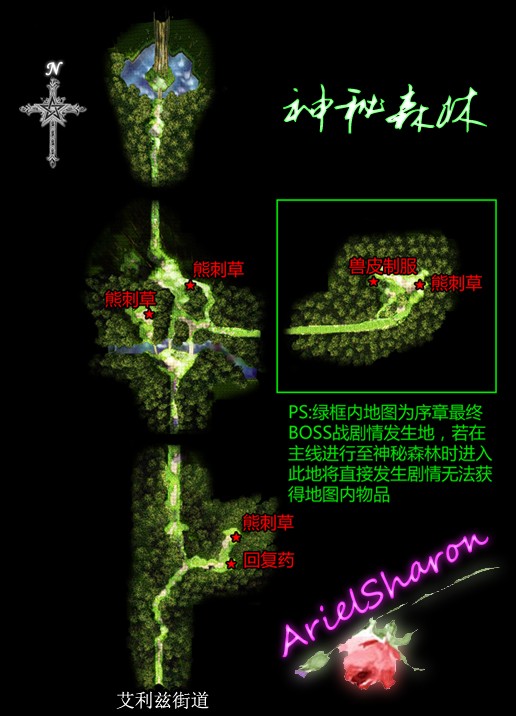 N
神秘森林
熊刺草
熊刺草
兽皮制服
熊刺草
PS:绿框内地图为序章最终
BOSS战剧情发生地，若在
主线进行至神秘森林时进入
此地将直接发生剧情无法获
得地图内物品
熊刺草
回复药
ArielSharon
艾利兹街道